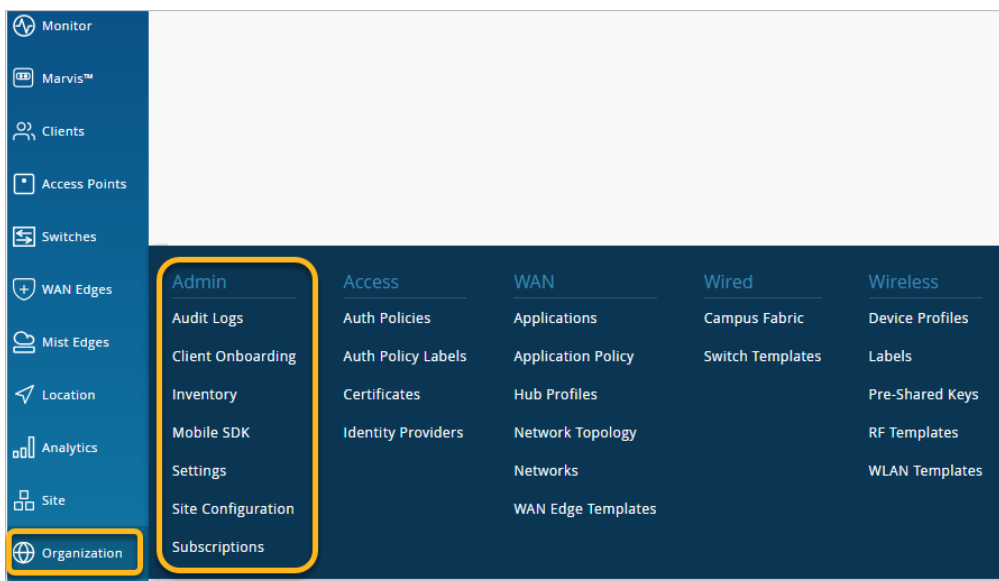 Monitor
Marvis™
Clients
Access Points
Switches
WAN Edges
Mist Edges
Location
Analytics
Site
Organization
Admin
Audit Logs
Client Onboarding
Inventory
Mobile SDK
Settings
Site Configuration
Subscriptions
Access
Auth Policies
Auth Policy Labels
Certificates
Identity Providers
WAN
Applications
Application Policy
Hub Profiles
Network Topology
Networks
WAN Edge Templates
Wired
Campus Fabric
Switch Templates
Wireless
Device Profiles
Labels
Pre-Shared Keys
RF Templates
WLAN Templates